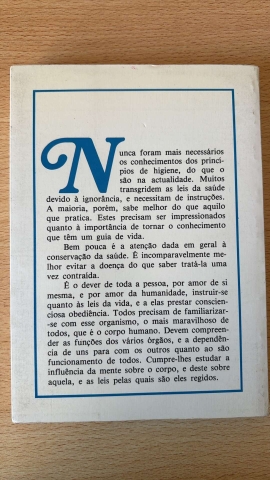 Nunca foram mais necessários
os conhecimentos dos princí-
pios de higiene, do que o
são na actualidade. Muitos
transgridem as leis da saúde
devido à ignorância, e necessitam de instruções.
A maioria, porém, sabe melhor do que aquilo
que pratica. Estes precisam ser impressionados
quanto à importância de tornar o conhecimento
que têm um guia de vida.
Bem pouca é a atenção dada em geral à
conservação da saúde. É incomparavelmente me-
lhor evitar a doença do que saber tratá-la uma
vez contraída.
É o dever de toda a pessoa, por amor de si
mesma, e por amor da humanidade, instruir-se
quanto às leis da vida, e a elas prestar conscien-
ciosa obediência. Todos precisam de familiarizar-
-se com esse organismo, o mais maravilhoso de
todos, que é o corpo humano. Devem compreen-
der as funções dos vários órgãos, e a dependên-
cia de uns para com os outros quanto ao são
funcionamento de todos. Cumpre-lhes estudar a
influência da mente sobre o corpo, e deste sobre
aquela, e as leis pelas quais são eles regidos.